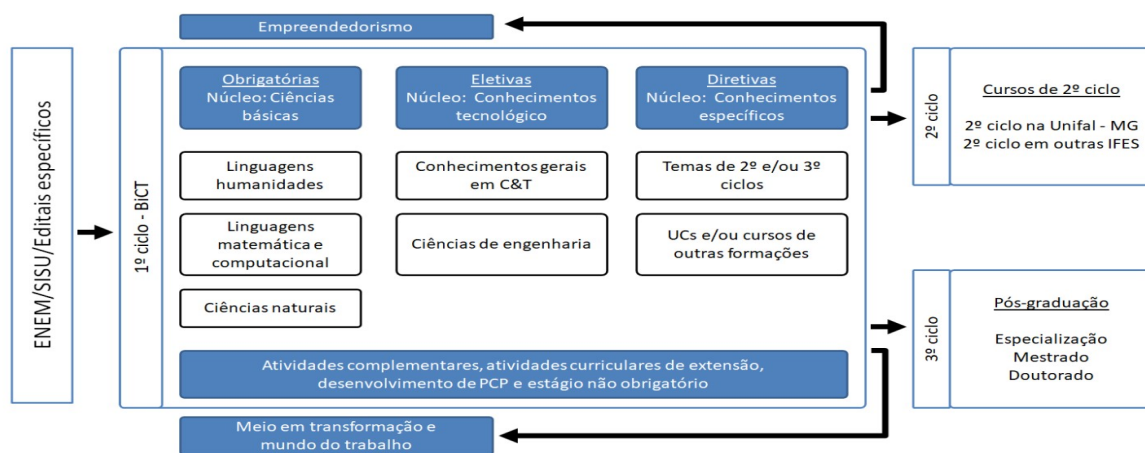 Empreendedorismo
ENEM/SISU/Editais específicos
1º ciclo - BiCT
Obrigatórias
Núcleo: Ciências
básicas
Linguagens
humanidades
Linguagens
matemática e
computacional
Ciências naturais
Eletivas
Núcleo: Conhecimentos
tecnológico
Conhecimentos gerais
em C&T
Ciências de engenharia
Diretivas
Núcleo: Conhecimentos
específicos
Temas de 2º e/ou 3º
ciclos
UCs e/ou cursos de
outras formações
Atividades complementares, atividades curriculares de extensão,
desenvolvimento de PCP e estágio não obrigatório
Meio em transformação e
mundo do trabalho
2º ciclo
Cursos de 2º ciclo
2º ciclo na Unifal - MG
2º ciclo em outras IFES
3º ciclo
Pós-graduação
Especialização
Mestrado
Doutorado